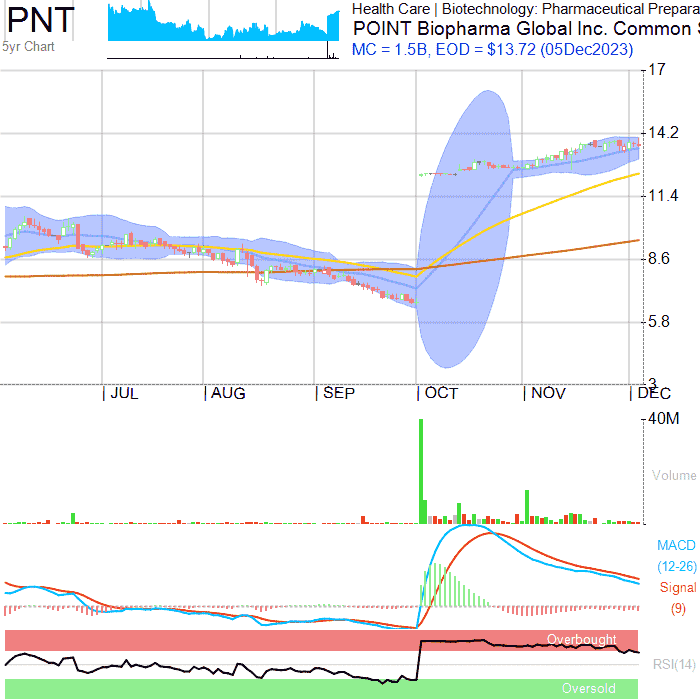 PNT
5yr Chart
Health Care | Biotechnology: Pharmaceutical Prepara
POINT Biopharma Global Inc. Common S
MC = 1.5B, EOD = $13.72 (05Dec2023)
17
14.2
11.4
8.6
5.8
3
JUL AUG SEP OCT NOV DEC
40M
Volume
MACD
(12-26)
Signal
(9)
Overbought
RSI(14)
Oversold